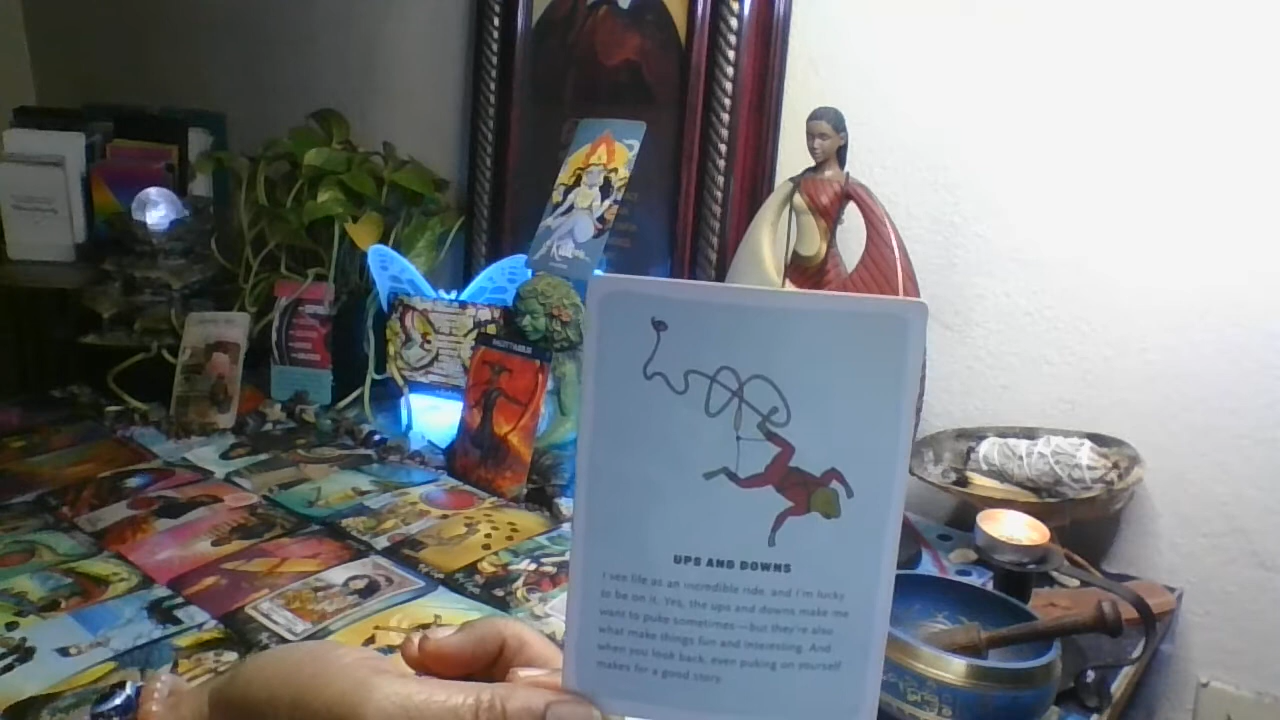 SAGITTARIUS
UPS AND DOWNS
I see life as an incredible ride, and I'm lucky
to be on it. Yes, the ups and downs make me
want to puke sometimes—but they're also
what make things fun and interesting. And
when you look back, even puking on yourself
makes for a good story.